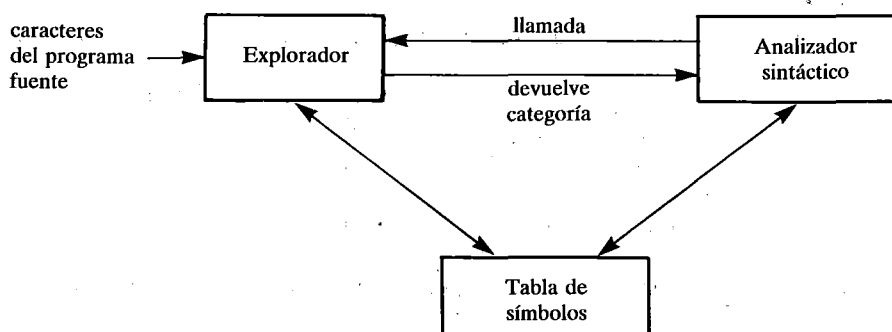 caracteres
del programa
fuente
Explorador
llamada
devuelve
categoría
Analizador
sintáctico
Tabla de
símbolos